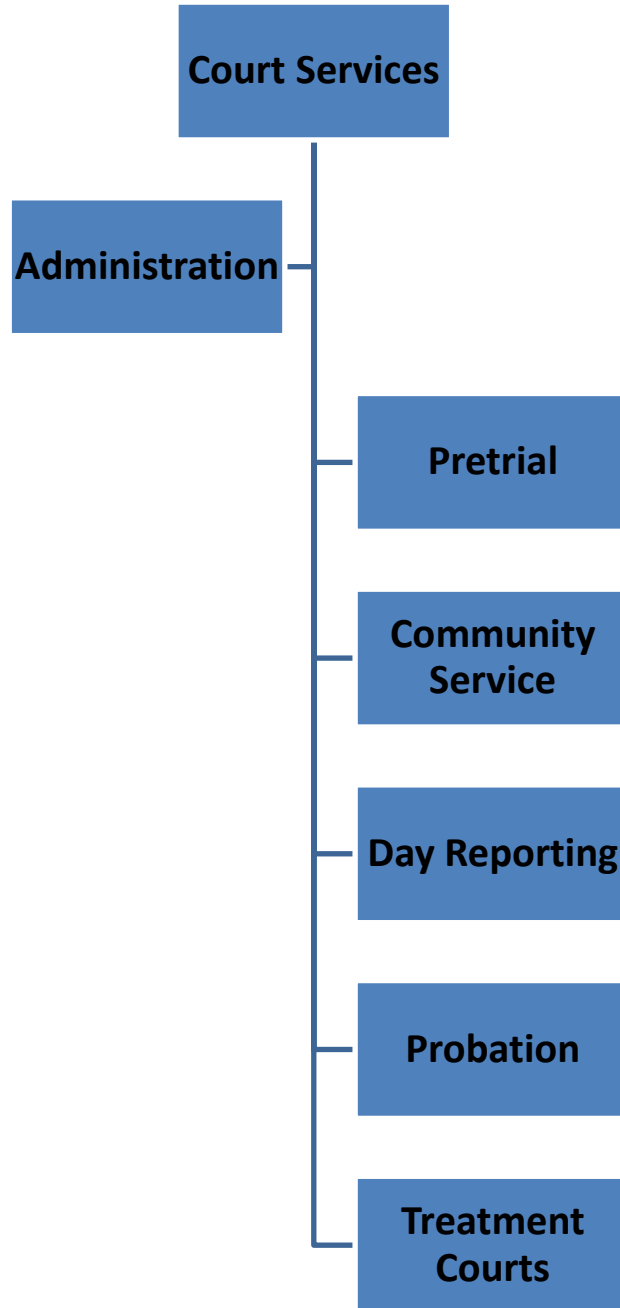 Court Services
Administration
Pretrial
Community
Service
Day Reporting
Probation
Treatment
Courts